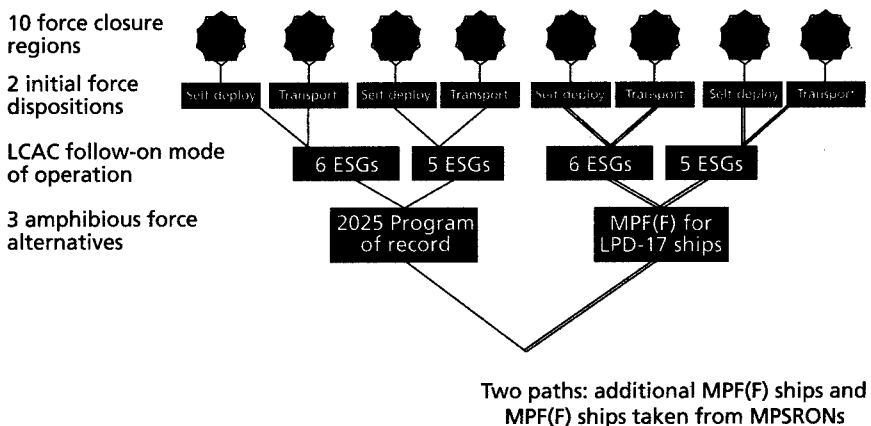 10 force closure
regions
2 initial force
dispositions
Self deploy Transport Self deploy Transport Self deploy Transport Self deploy Transport
LCAC follow-on mode
of operation
6 ESGs 5 ESGs 6 ESGs 5 ESGs
3 amphibious force
alternatives
2025 Program
of record
MPF(F) for
LPD-17 ships
Two paths: additional MPF(F) ships and
MPF(F) ships taken from MPSRONs